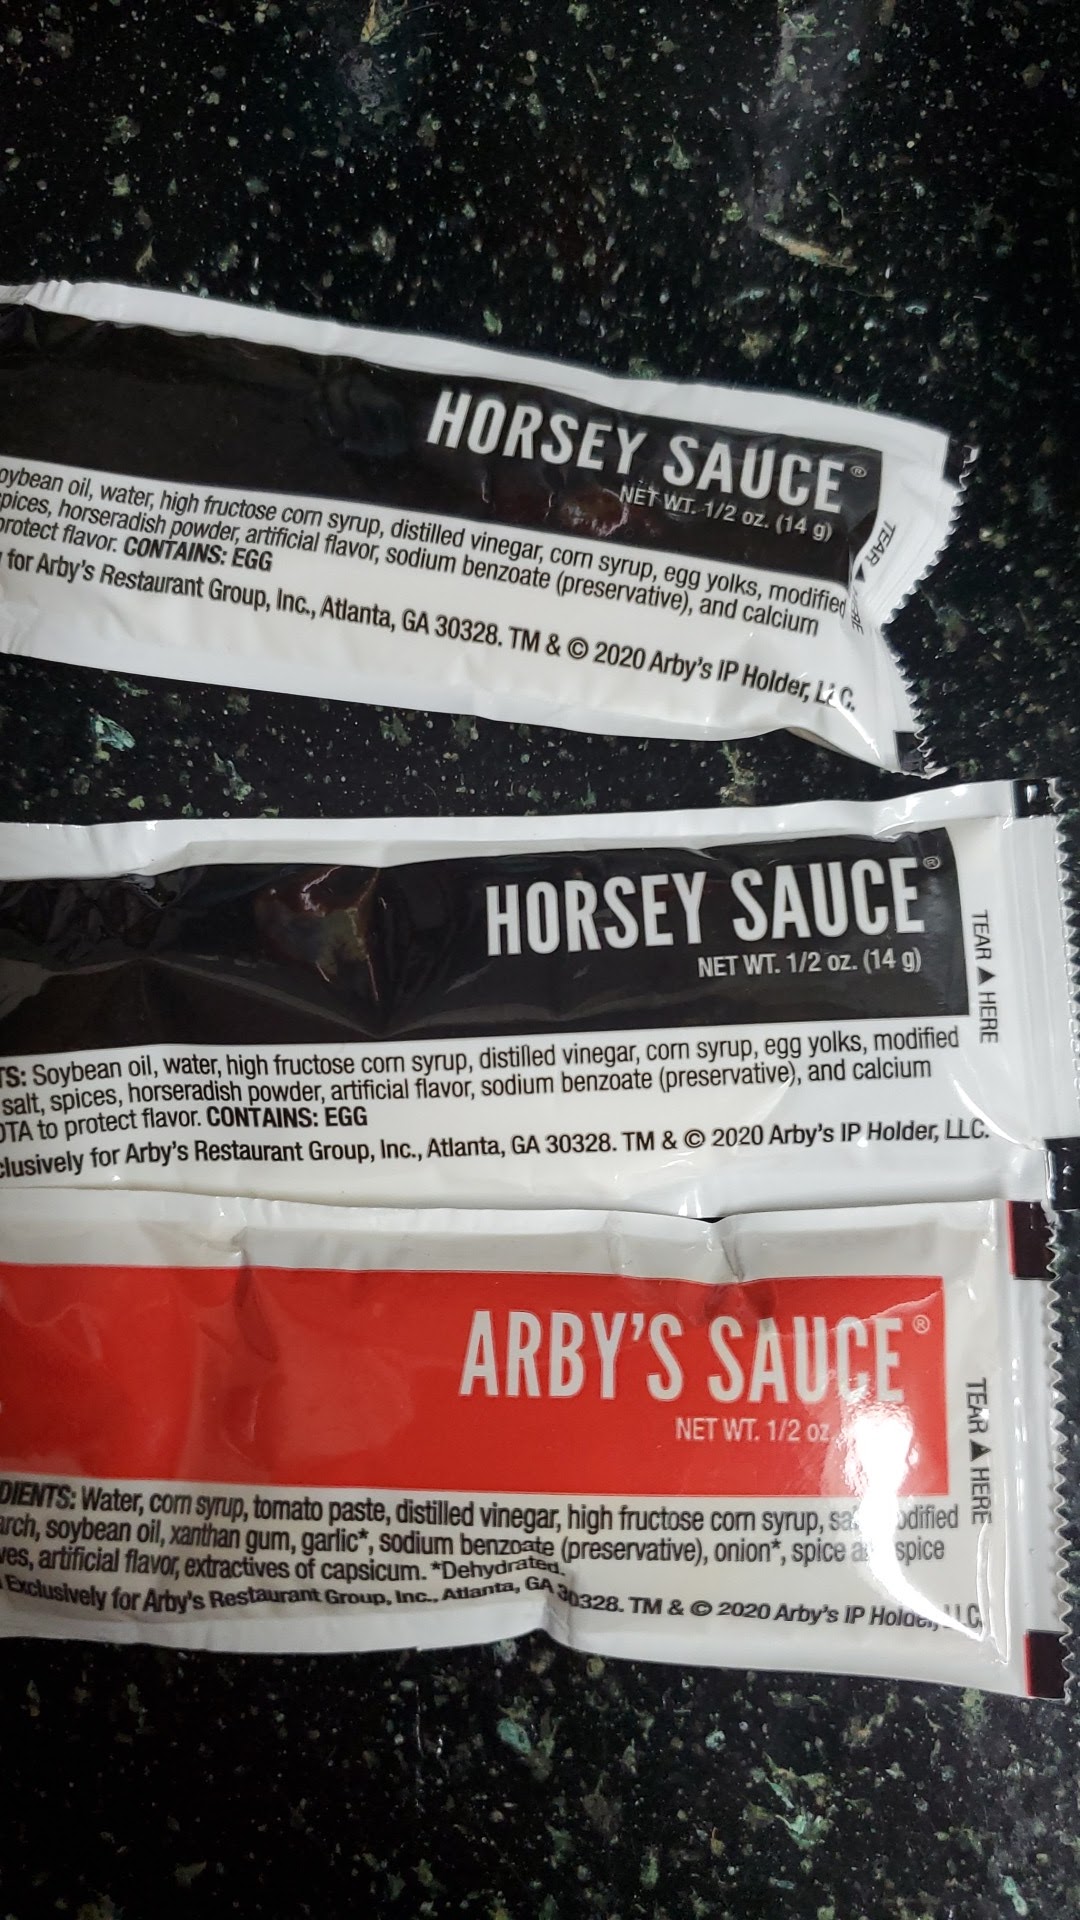 HORSEY SAUCE®
NET WT. 1/2 oz. (14 g)
TEAR ▲
oybean oil, water, high fructose corn syrup, distilled vinegar, corn syrup, egg yolks, modified
pices, horseradish powder, artificial flavor, sodium benzoate (preservative), and calcium
protect flavor. CONTAINS: EGG
for Arby's Restaurant Group, Inc., Atlanta, GA 30328. TM & © 2020 Arby's IP Holder, LLC.
HORSEY SAUCE®
NET WT. 1/2 oz. (14 g)
TEAR ▲ HERE
TS: Soybean oil, water, high fructose corn syrup, distilled vinegar, corn syrup, egg yolks, modified
salt, spices, horseradish powder, artificial flavor, sodium benzoate (preservative), and calcium
DTA to protect flavor. CONTAINS: EGG
clusively for Arby's Restaurant Group, Inc., Atlanta, GA 30328. TM & © 2020 Arby's IP Holder, LLC.
ARBY'S SAUCE®
NET WT. 1/2 oz.
TEAR ▲ HERE
DIENTS: Water, corn syrup, tomato paste, distilled vinegar, high fructose corn syrup, odified
arch, soybean oil, xanthan gum, garlic*, sodium benzoate (preservative), onion*, spice spice
ves, artificial flavor, extractives of capsicum. *Dehydrated.
Exclusively for Arby's Restaurant Group, Inc., Atlanta, GA 30328. TM & © 2020 Arby's IP Holder, LLC.